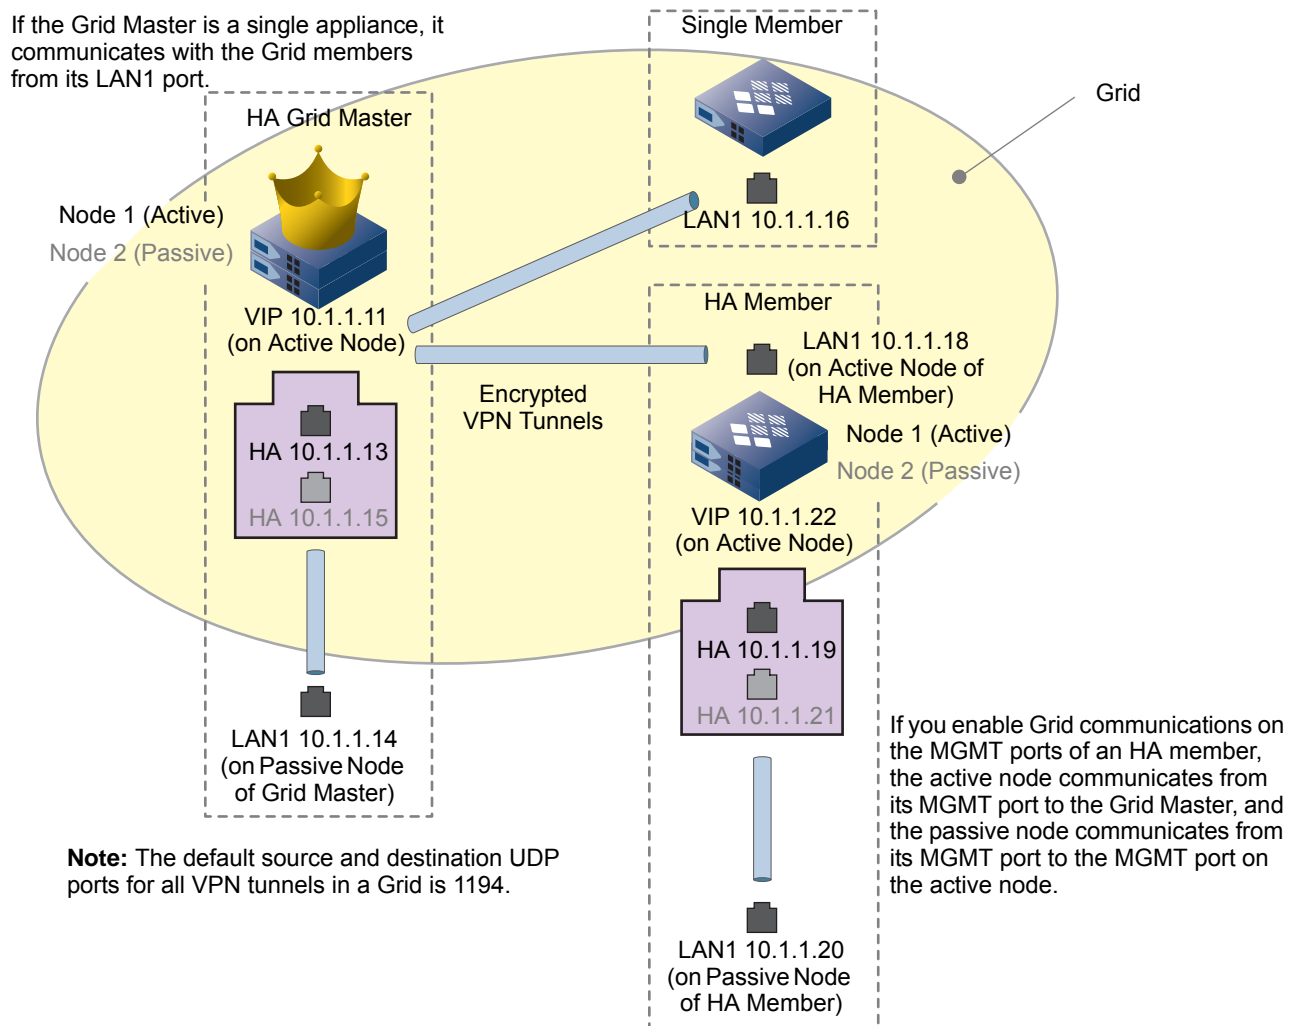 If the Grid Master is a single appliance, it
communicates with the Grid members
from its LAN1 port.
HA Grid Master
Node 1 (Active)
Node 2 (Passive)
VIP 10.1.1.11
(on Active Node)
HA 10.1.1.13
HA 10.1.1.15
LAN1 10.1.1.14
(on Passive Node
of Grid Master)
Single Member
LAN1 10.1.1.16
Grid
Encrypted
VPN Tunnels
HA Member
LAN1 10.1.1.18
(on Active Node of
HA Member)
Node 1 (Active)
Node 2 (Passive)
VIP 10.1.1.22
(on Active Node)
HA 10.1.1.19
HA 10.1.1.21
LAN1 10.1.1.20
(on Passive Node
of HA Member)
If you enable Grid communications on
the MGMT ports of an HA member,
the active node communicates from
its MGMT port to the Grid Master, and
the passive node communicates from
its MGMT port to the MGMT port on
the active node.
Note: The default source and destination UDP
ports for all VPN tunnels in a Grid is 1194.